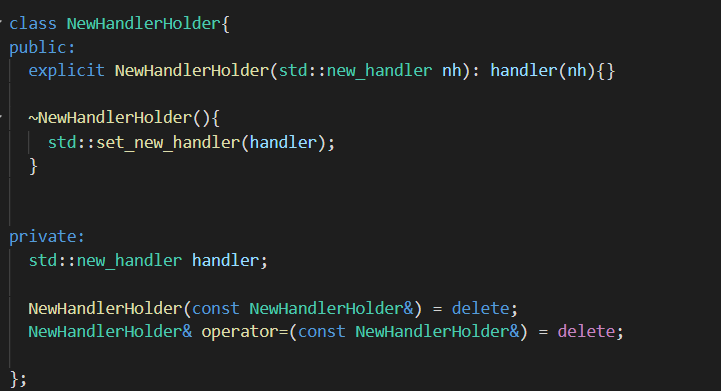 class NewHandlerHolder{
public:
  explicit NewHandlerHolder(std::new_handler nh): handler(nh){}
  ~NewHandlerHolder(){
    std::set_new_handler(handler);
  }
private:
  std::new_handler handler;
  NewHandlerHolder(const NewHandlerHolder&) = delete;
  NewHandlerHolder& operator=(const NewHandlerHolder&) = delete;
};